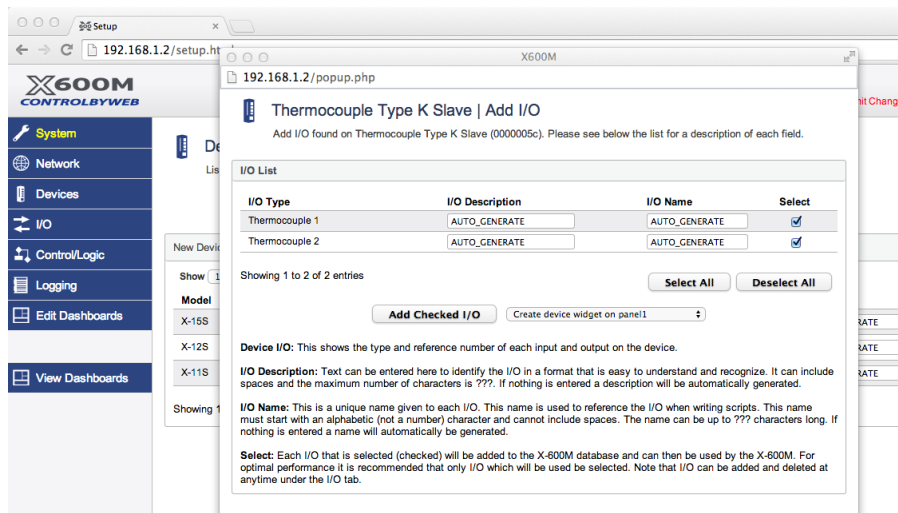 Setup
192.168.1.2/setup.ht
X600M
192.168.1.2/popup.php
X600M
CONTROLBYWEB
System
Network
Devices
I/O
Control/Logic
Logging
Edit Dashboards
View Dashboards
De
Lis
New Devic
Show 1
Model
X-15S
X-12S
X-11S
Showing 1
nit Chang
RATE
RATE
RATE
Thermocouple Type K Slave | Add I/O
Add I/O found on Thermocouple Type K Slave (0000005c). Please see below the list for a description of each field.
I/O List
I/O Type I/O Description I/O Name Select
Thermocouple 1 AUTO_GENERATE AUTO_GENERATE
Thermocouple 2 AUTO_GENERATE AUTO_GENERATE
Showing 1 to 2 of 2 entries
Select All Deselect All
Add Checked I/O Create device widget on panel1
Device I/O: This shows the type and reference number of each input and output on the device.
I/O Description: Text can be entered here to identify the I/O in a format that is easy to understand and recognize. It can include
spaces and the maximum number of characters is ???. If nothing is entered a description will be automatically generated.
I/O Name: This is a unique name given to each I/O. This name is used to reference the I/O when writing scripts. This name
must start with an alphabetic (not a number) character and cannot include spaces. The name can be up to ??? characters long. If
nothing is entered a name will automatically be generated.
Select: Each I/O that is selected (checked) will be added to the X-600M database and can then be used by the X-600M. For
optimal performance it is recommended that only I/O which will be used be selected. Note that I/O can be added and deleted at
anytime under the I/O tab.